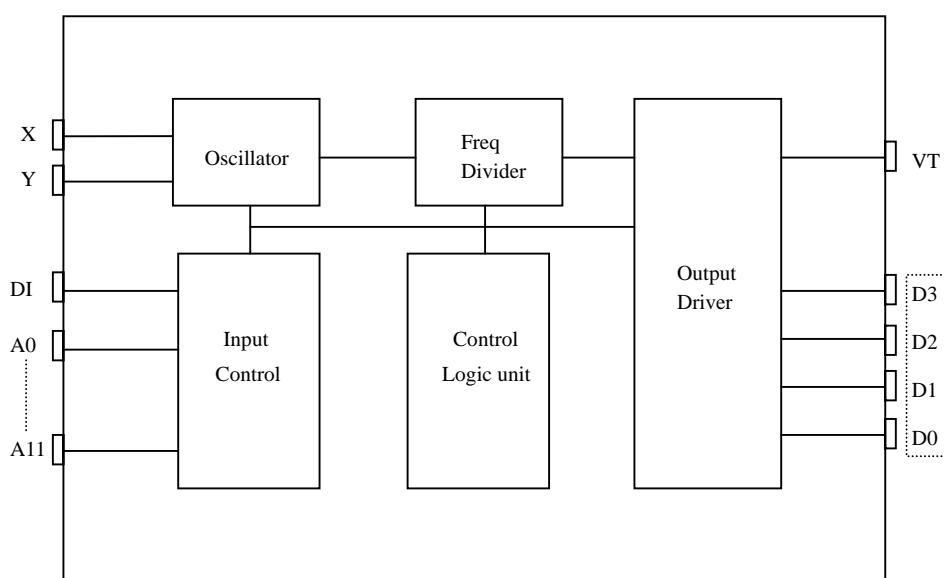 X
Y
DI
A0
A11
Oscillator
Freq
Divider
Input
Control
Control
Logic unit
Output
Driver
VT
D3
D2
D1
D0